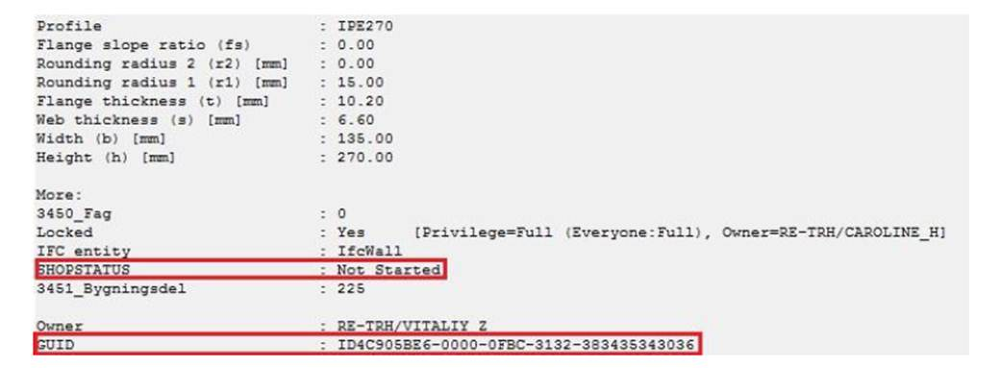 Profile : IPE270
Flange slope ratio (fs) : 0.00
Rounding radius 2 (r2) [mm] : 0.00
Rounding radius 1 (r1) [mm] : 15.00
Flange thickness (t) [mm] : 10.20
Web thickness (s) [mm] : 6.60
Width (b) [mm] : 135.00
Height (h) [mm] : 270.00
More:
3450_Fag : 0
Locked : Yes [Privilege=Full (Everyone:Full), Owner=RE-TRH/CAROLINE_H]
IFC entity : IfcWall
SHOPSTATUS : Not Started
3451_Bygningsdel : 225
Owner : RE-TRH/VITALIY Z
GUID : ID4C905BE6-0000-0FBC-3132-383435343036